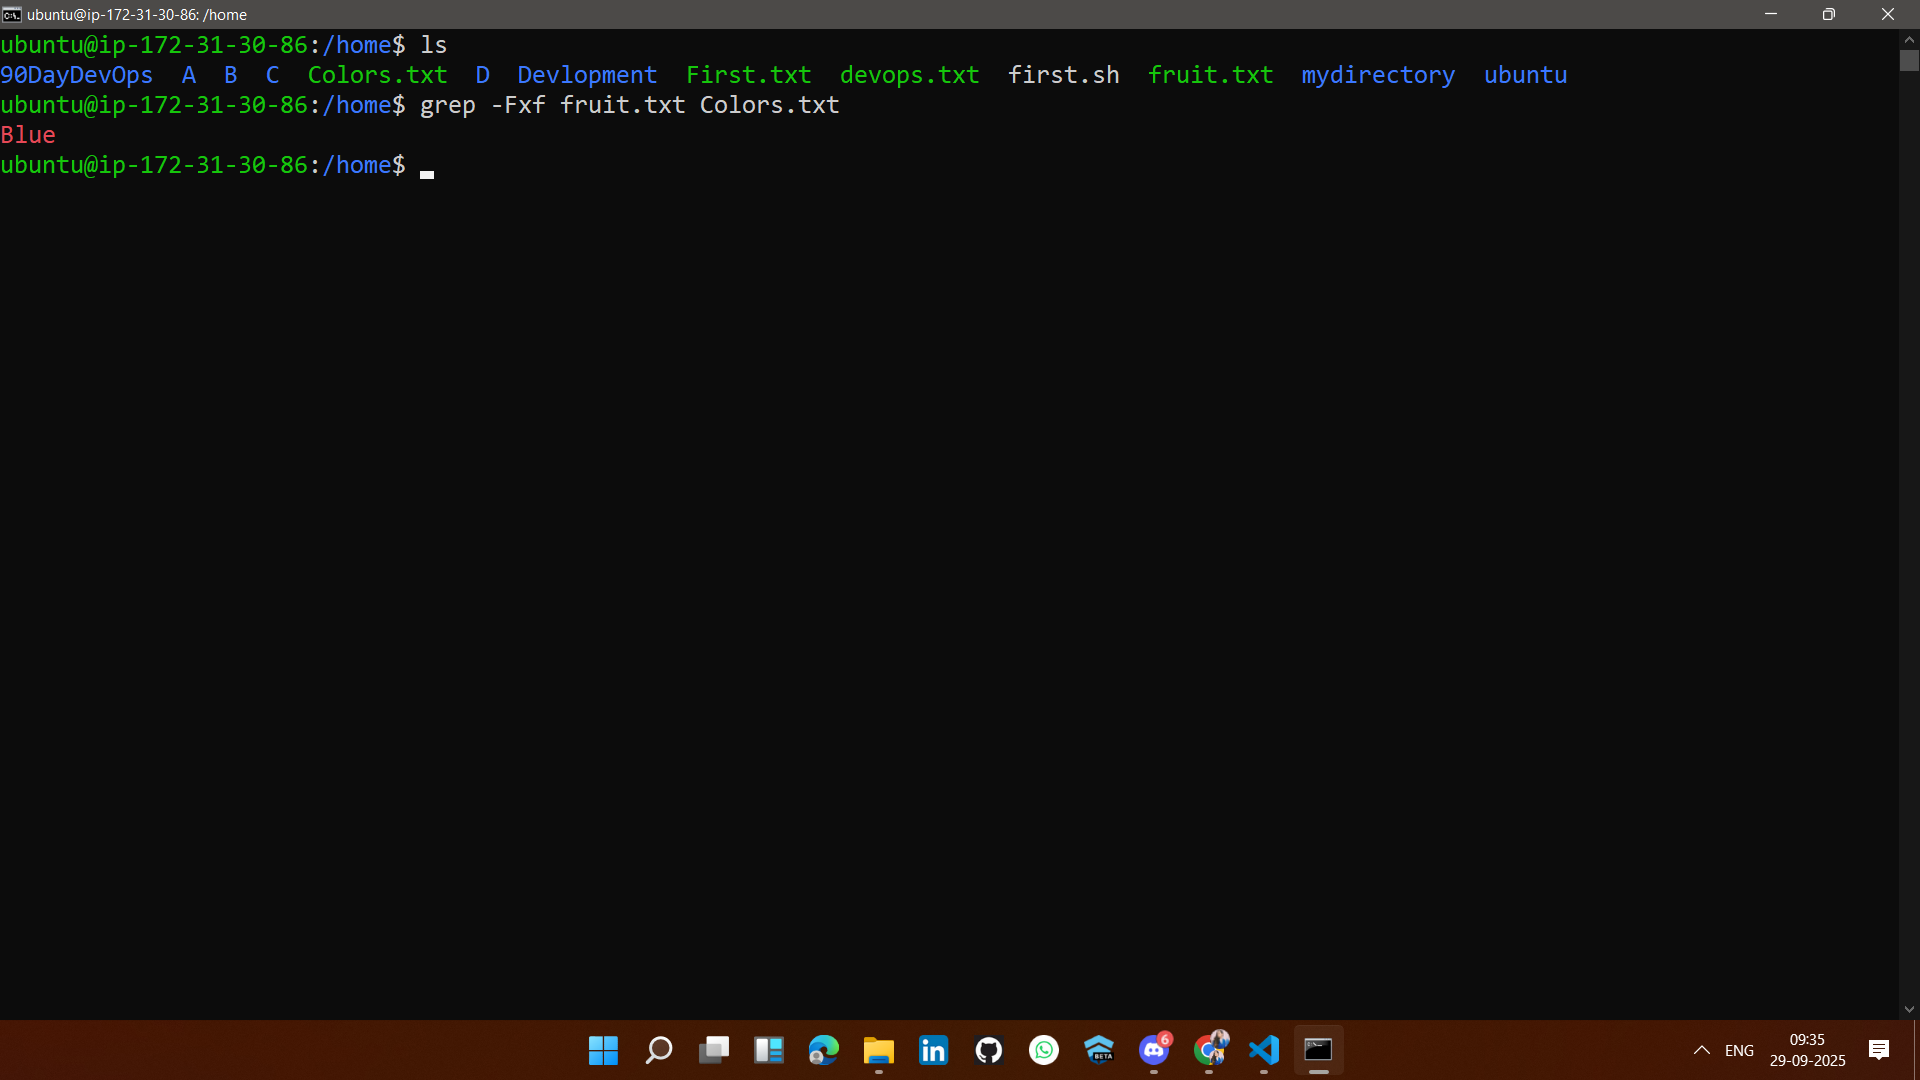 ubuntu@ip-172-31-30-86: /home
ubuntu@ip-172-31-30-86:/home$ ls
90DayDevOps  A  B  C  Colors.txt  D  Devlopment  First.txt  devops.txt  first.sh  fruit.txt  mydirectory  ubuntu
ubuntu@ip-172-31-30-86:/home$ grep -Fxf fruit.txt Colors.txt
Blue
ubuntu@ip-172-31-30-86:/home$
in
BETA
6
ENG
09:35
29-09-2025